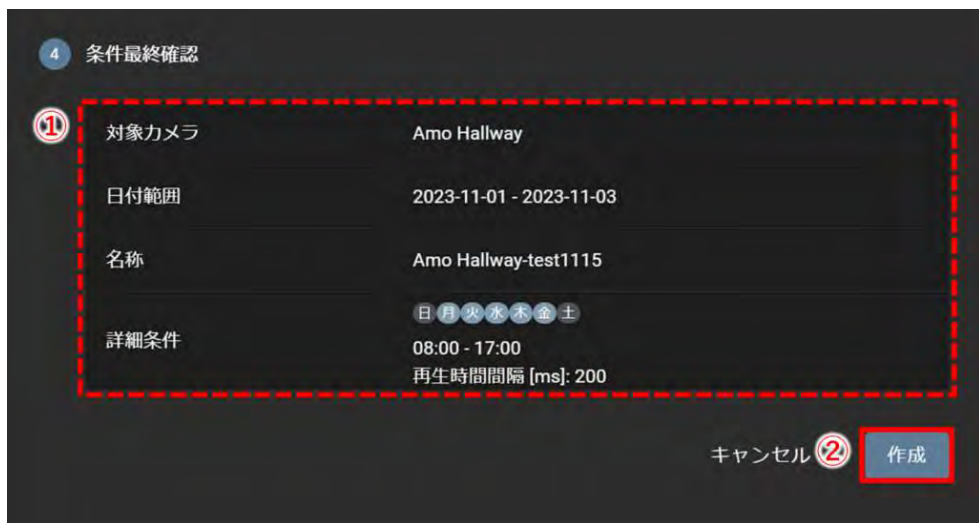 4 条件最終確認
①
対象カメラ Amo Hallway
日付範囲 2023-11-01 - 2023-11-03
名称 Amo Hallway-test1115
詳細条件 日 月 火 水 木 金 土
08:00 - 17:00
再生時間間隔 [ms]: 200
キャンセル ② 作成